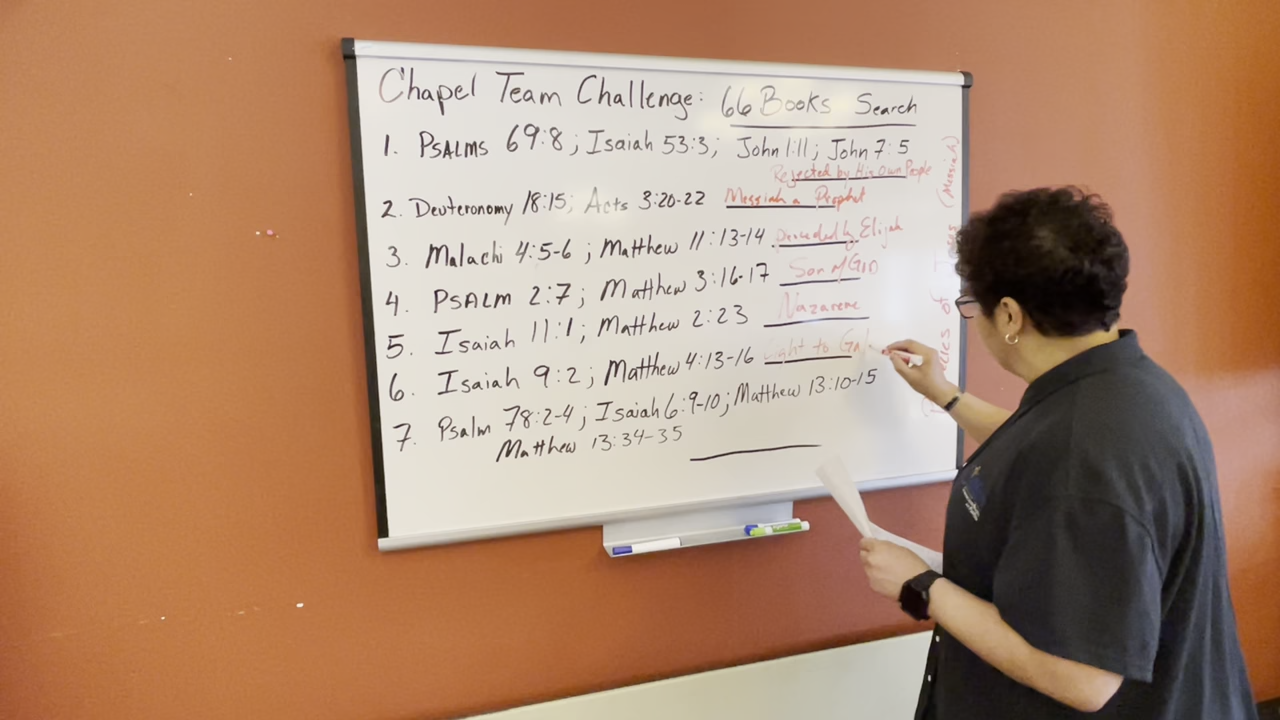 Chapel Team Challenge: 66 Books Search
1. PSALMS 69:8; Isaiah 53:3; John 1:11; John 7:5
Rejected by His Own People
2. Deuteronomy 18:15; Acts 3:20-22 Messiah a Prophet
3. Malachi 4:5-6; Matthew 11:13-14 preceded by Elijah
4. PSALM 2:7; Matthew 3:16-17 Son of GOD
5. Isaiah 11:1; Matthew 2:23 Nazarene
6. Isaiah 9:2; Matthew 4:13-16 Light to Gal
7. Psalm 78:2-4; Isaiah 6:9-10; Matthew 13:10-15
Matthew 13:34-35
(Messiah)